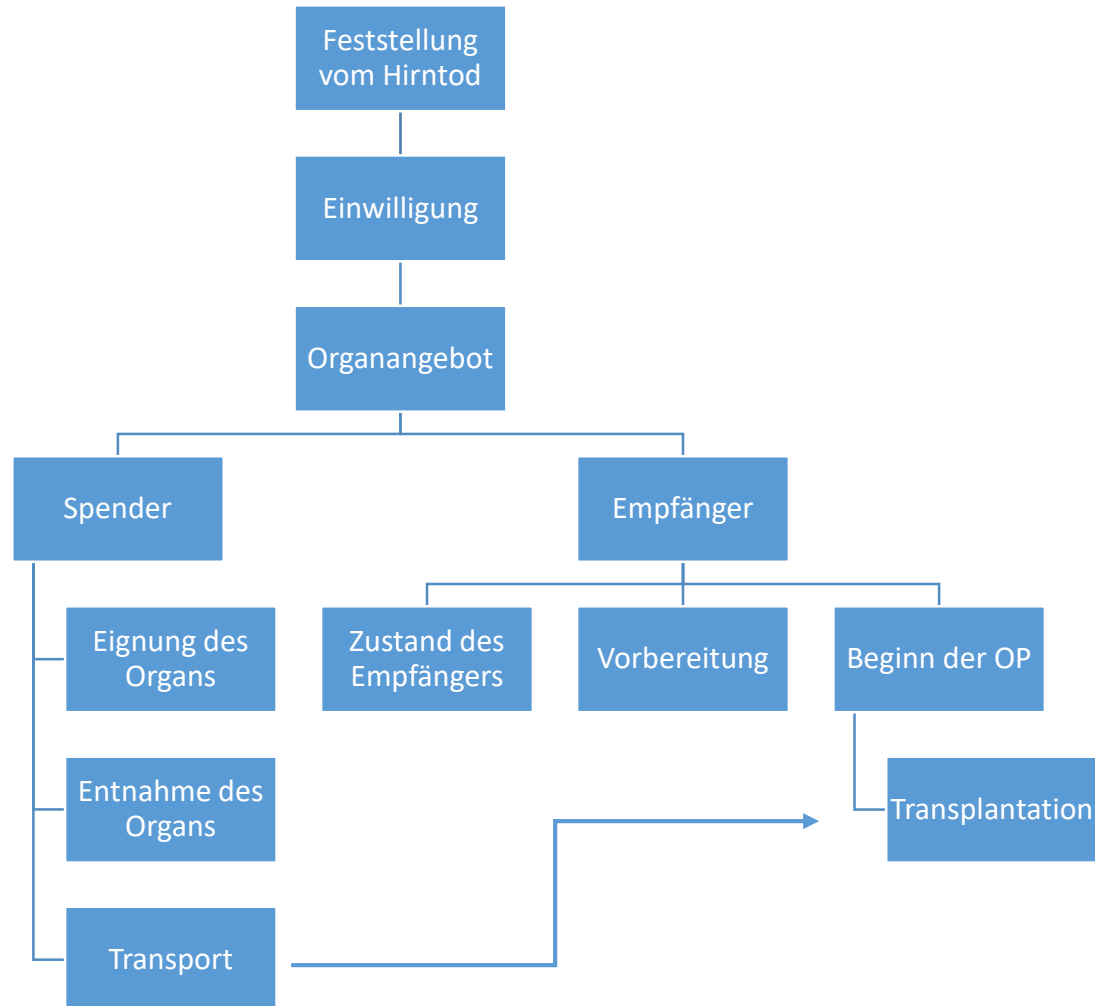 Feststellung
vom Hirntod
Einwilligung
Organangebot
Spender
Empfänger
Eignung des
Organs
Zustand des
Empfängers
Vorbereitung
Beginn der OP
Entnahme des
Organs
Transplantation
Transport